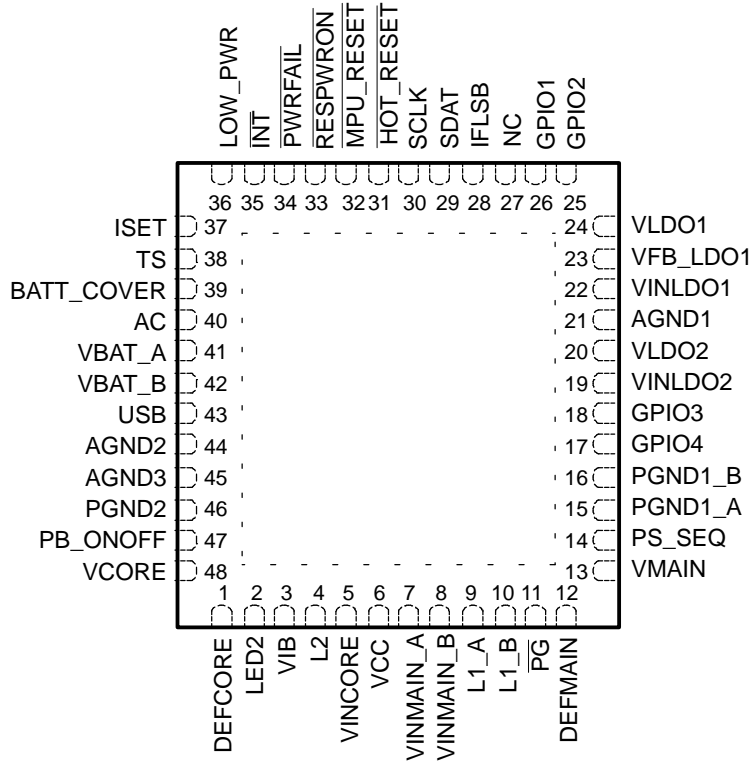 LOW_PWR
INT
PWRFAIL
RESPWRON
MPU_RESET
HOT_RESET
SCLK
SDAT
IFLSB
NC
GPIO1
GPIO2
36 35 34 33 32 31 30 29 28 27 26 25
ISET 37 24 VLDO1
TS 38 23 VFB_LDO1
BATT_COVER 39 22 VINLDO1
AC 40 21 AGND1
VBAT_A 41 20 VLDO2
VBAT_B 42 19 VINLDO2
USB 43 18 GPIO3
AGND2 44 17 GPIO4
AGND3 45 16 PGND1_B
PGND2 46 15 PGND1_A
PB_ONOFF 47 14 PS_SEQ
VCORE 48 13 VMAIN
1 2 3 4 5 6 7 8 9 10 11 12
DEFCORE
LED2
VIB
L2
VINCORE
VCC
VINMAIN_A
VINMAIN_B
L1_A
L1_B
PG
DEFMAIN